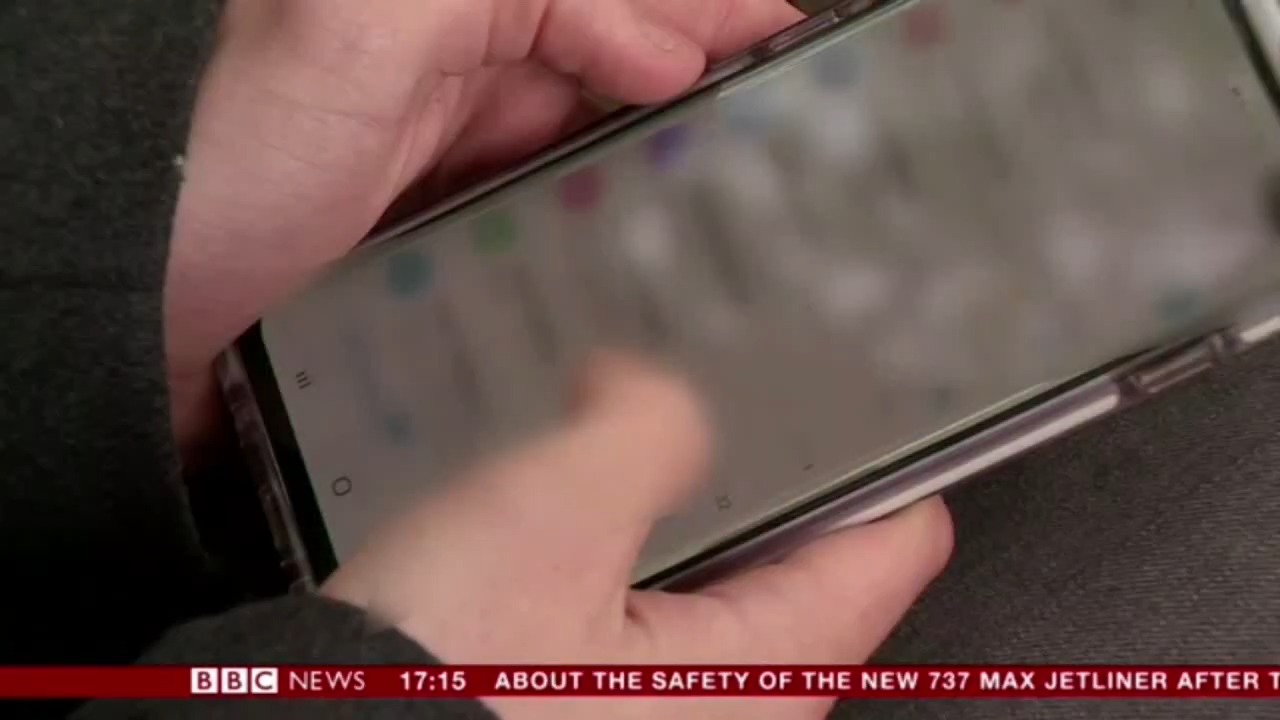 BBC NEWS 17:15 ABOUT THE SAFETY OF THE NEW 737 MAX JETLINER AFTER T